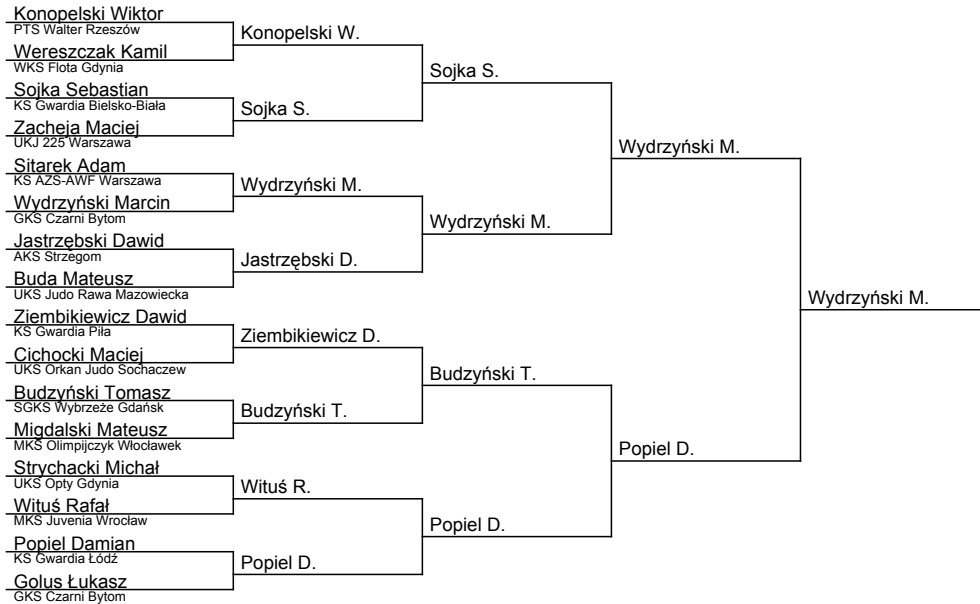 Konopelski Wiktor
PTS Walter Rzeszów
Wereszczak Kamil
WKS Flota Gdynia
Sojka Sebastian
KS Gwardia Bielsko-Biała
Zacheja Maciej
UKJ 225 Warszawa
Sitarek Adam
KS AZS-AWF Warszawa
Wydrzyński Marcin
GKS Czarni Bytom
Jastrzębski Dawid
AKS Strzegom
Buda Mateusz
UKS Judo Rawa Mazowiecka
Ziembikiewicz Dawid
KS Gwardia Piła
Cichocki Maciej
UKS Orkan Judo Sochaczew
Budzyński Tomasz
SGKS Wybrzeże Gdańsk
Migdalski Mateusz
MKS Olimpijczyk Włocławek
Strychacki Michał
UKS Opty Gdynia
Wituś Rafał
MKS Juvenia Wrocław
Popiel Damian
KS Gwardia Łódź
Golus Łukasz
GKS Czarni Bytom
Konopelski W.
Sojka S.
Wydrzyński M.
Jastrzębski D.
Ziembikiewicz D.
Budzyński T.
Wituś R.
Popiel D.
Sojka S.
Wydrzyński M.
Budzyński T.
Popiel D.
Wydrzyński M.
Popiel D.
Wydrzyński M.